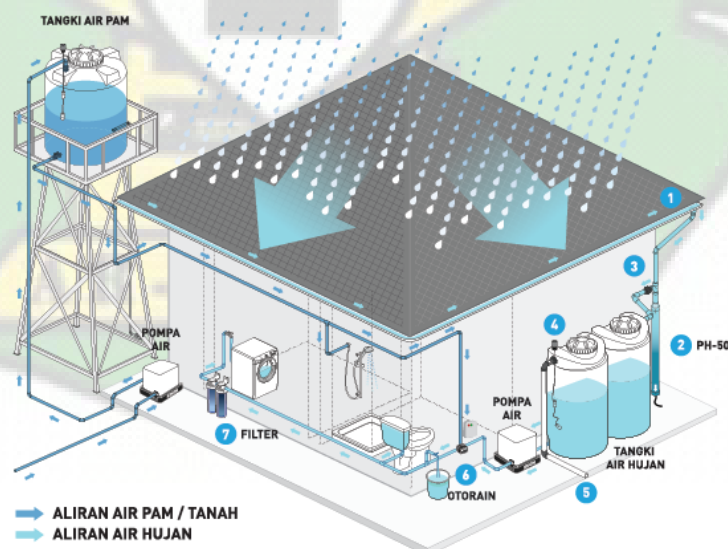 TANGKI AIR PAM
1
3
4
2 PH-50
POMPA
AIR
POMPA
AIR
7 FILTER
TANGKI
AIR HUJAN
6
OTORAIN
5
ALIRAN AIR PAM / TANAH
ALIRAN AIR HUJAN